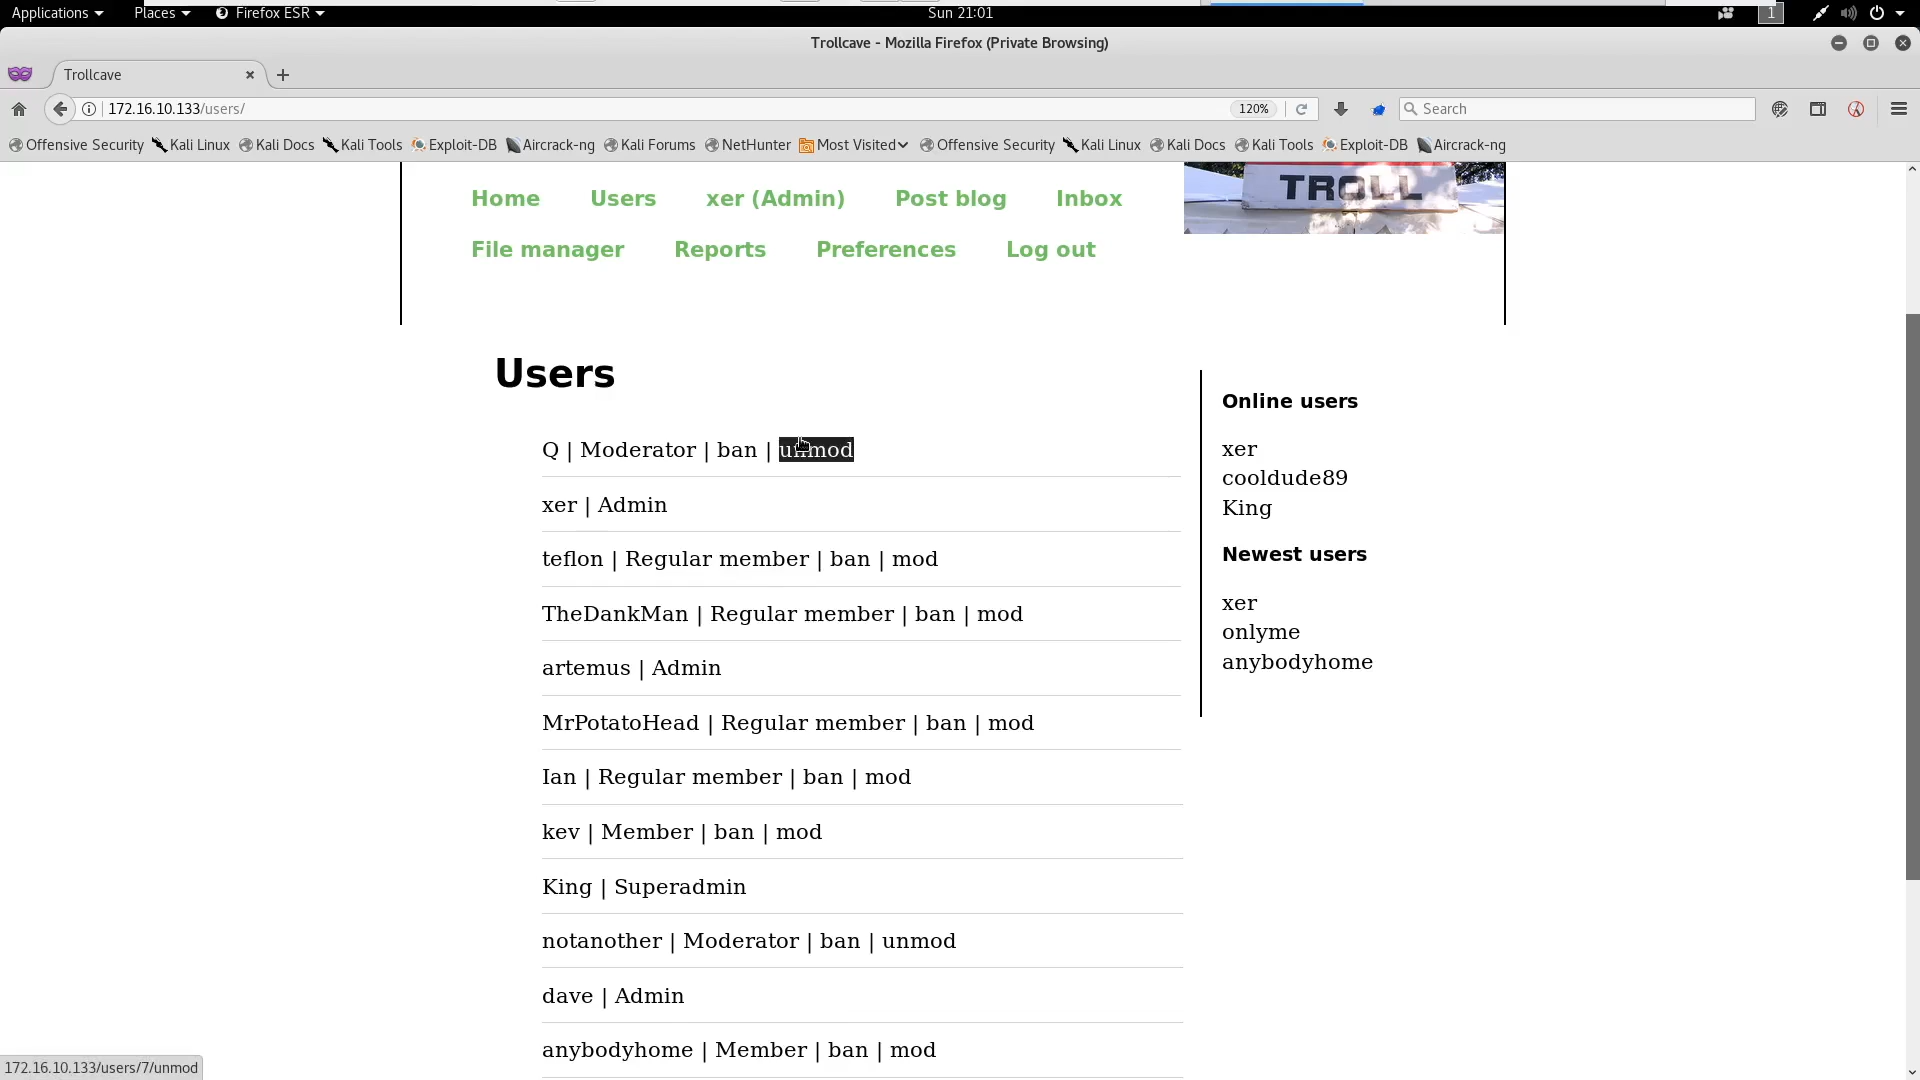 Applications Places Firefox ESR Sun 21:01 1
Trollcave - Mozilla Firefox (Private Browsing)
Trollcave
172.16.10.133/users/ 120% Search
Offensive Security Kali Linux Kali Docs Kali Tools Exploit-DB Aircrack-ng Kali Forums NetHunter Most Visited Offensive Security Kali Linux Kali Docs Kali Tools Exploit-DB Aircrack-ng
TROLL
Home Users xer (Admin) Post blog Inbox
File manager Reports Preferences Log out
Users
Q | Moderator | ban | unmod
xer | Admin
teflon | Regular member | ban | mod
TheDankMan | Regular member | ban | mod
artemus | Admin
MrPotatoHead | Regular member | ban | mod
Ian | Regular member | ban | mod
kev | Member | ban | mod
King | Superadmin
notanother | Moderator | ban | unmod
dave | Admin
anybodyhome | Member | ban | mod
Online users
xer
cooldude89
King
Newest users
xer
onlyme
anybodyhome
172.16.10.133/users/7/unmod